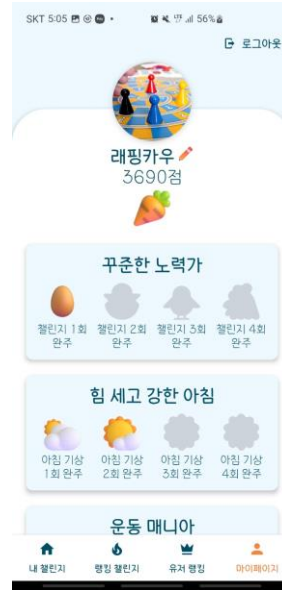 SKT 5:05 56%
로그아웃
래핑카우
3690점
꾸준한 노력가
챌린지 1회 챌린지 2회 챌린지 3회 챌린지 4회
완주 완주 완주 완주
힘 세고 강한 아침
아침 기상 아침 기상 아침 기상 아침 기상
1회 완주 2회 완주 3회 완주 4회 완주
운동 매니아
내 챌린지 랭킹 챌린지 유저 랭킹 마이페이지